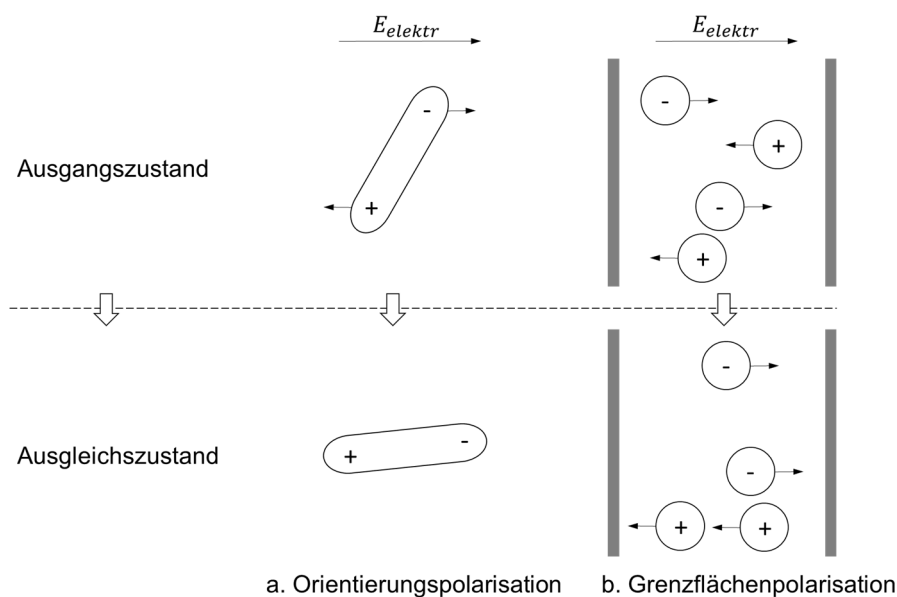 E_elektr
E_elektr
-
-
+
Ausgangszustand
+
-
+
-
-
+
Ausgleichszustand
-
+
+
a. Orientierungspolarisation
b. Grenzflächenpolarisation